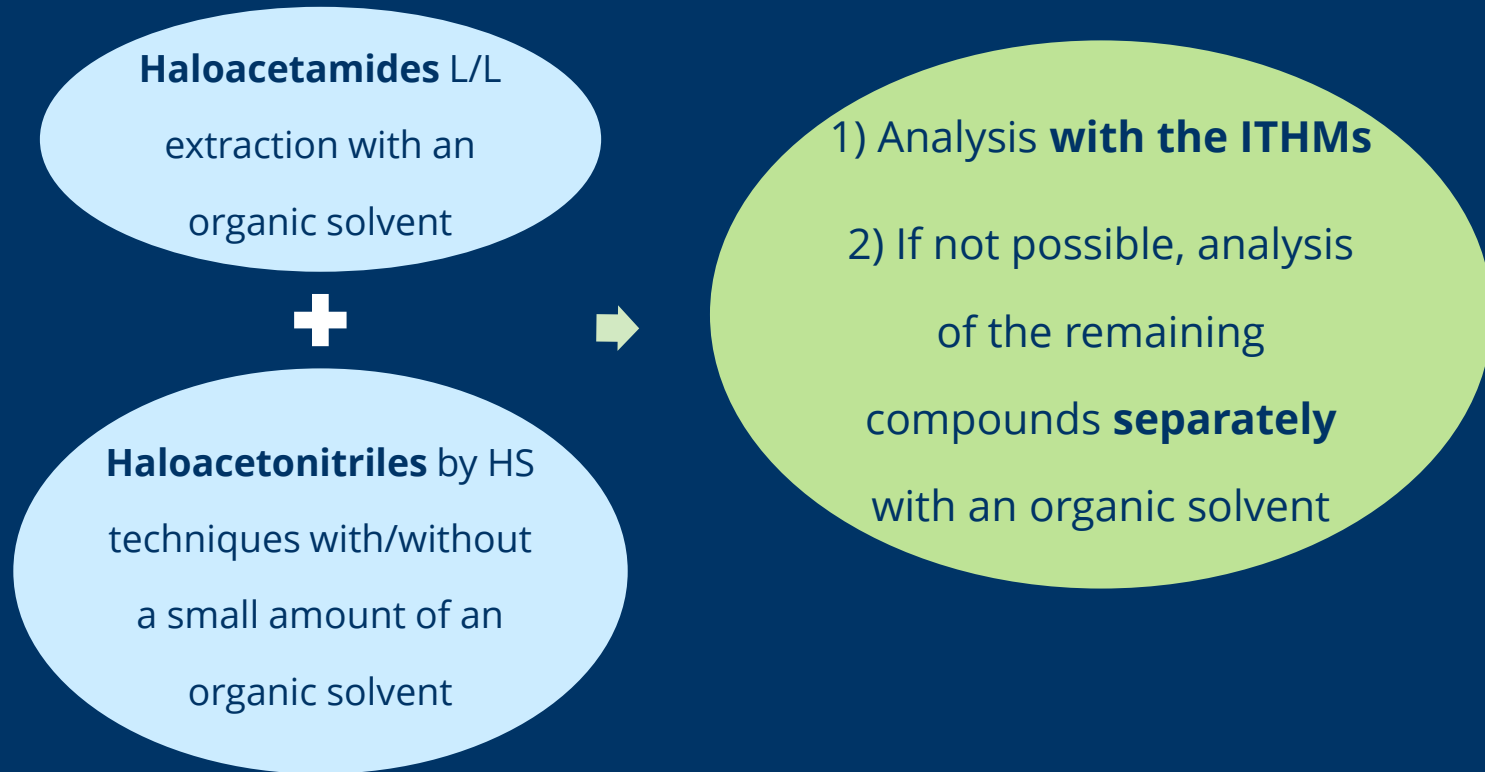 Haloacetamides L/L
extraction with an
organic solvent
Haloacetonitriles by HS
techniques with/without
a small amount of an
organic solvent
1) Analysis with the ITHMs
2) If not possible, analysis
of the remaining
compounds separately
with an organic solvent